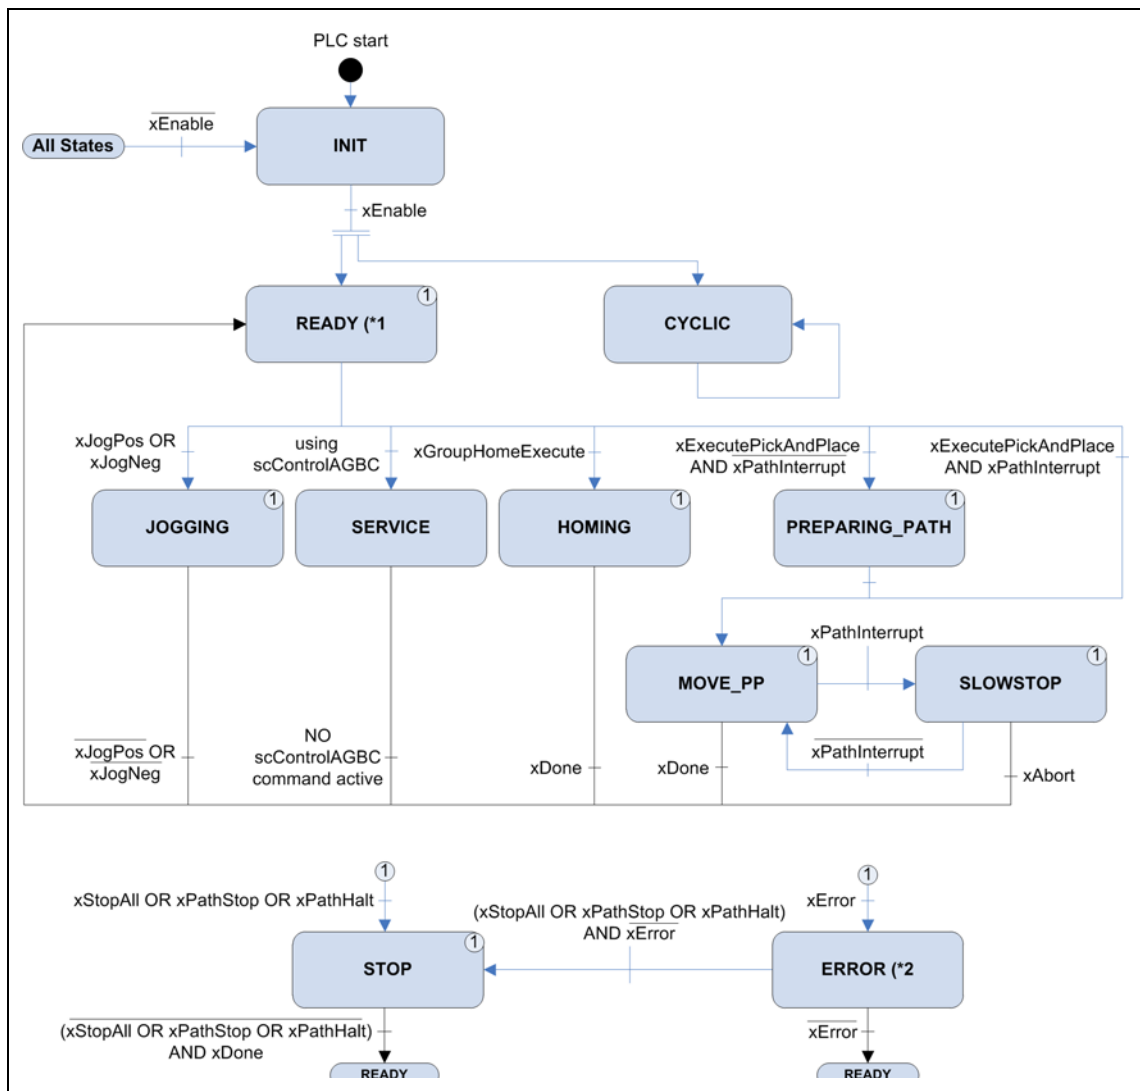 PLC start
xEnable
All States
INIT
xEnable
1
READY (*1
CYCLIC
xJogPos OR
xJogNeg
using
scControlAGBC
xGroupHomeExecute
xExecutePickAndPlace
AND xPathInterrupt
xExecutePickAndPlace
AND xPathInterrupt
1
JOGGING
SERVICE
1
HOMING
1
PREPARING_PATH
xPathInterrupt
1
MOVE_PP
1
SLOWSTOP
xJogPos OR
xJogNeg
NO
scControlAGBC
command active
xDone
xDone
xPathInterrupt
xAbort
1
xStopAll OR xPathStop OR xPathHalt
1
xError
(xStopAll OR xPathStop OR xPathHalt)
AND xError
1
STOP
ERROR (*2
(xStopAll OR xPathStop OR xPathHalt)
AND xDone
xError
READY
READY